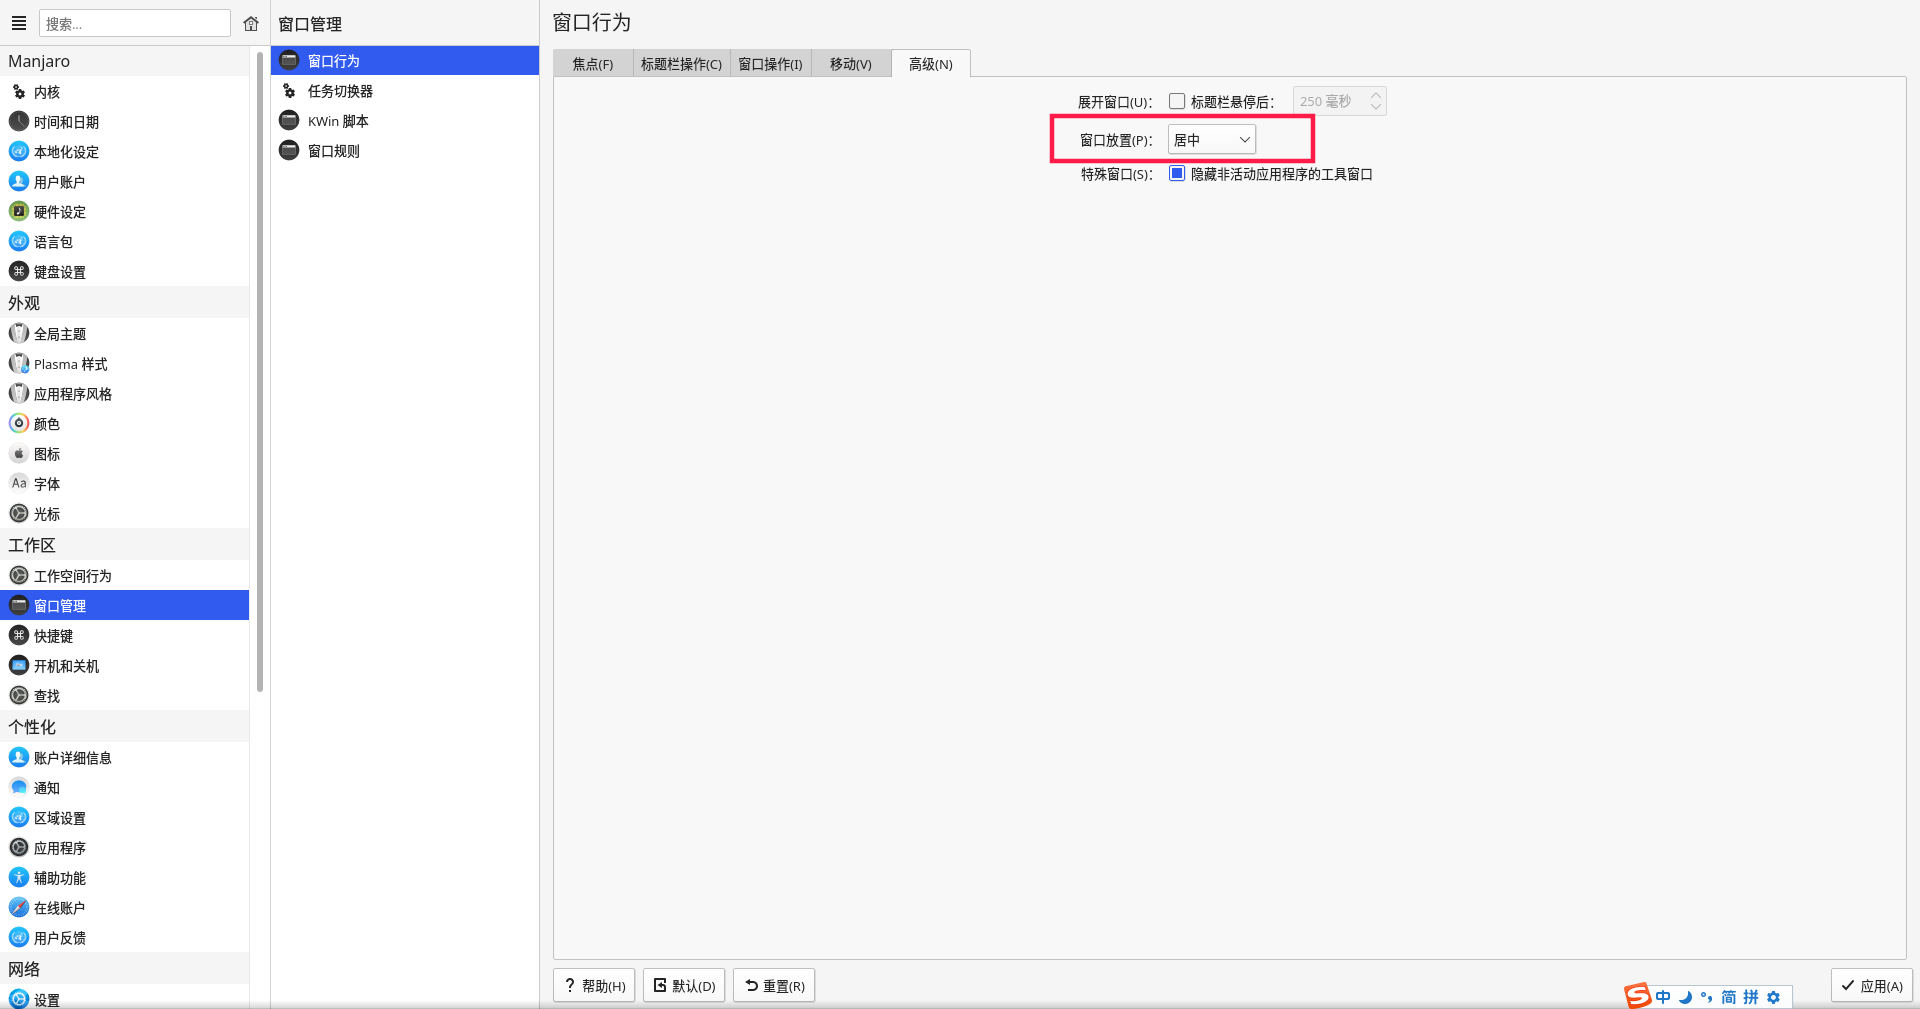 搜索...
Manjaro
内核
时间和日期
本地化设定
用户账户
硬件设定
语言包
键盘设置
外观
全局主题
Plasma 样式
应用程序风格
颜色
图标
Aa 字体
光标
工作区
工作空间行为
窗口管理
快捷键
开机和关机
查找
个性化
账户详细信息
通知
区域设置
应用程序
辅助功能
在线账户
用户反馈
网络
设置
窗口管理
窗口行为
任务切换器
KWin 脚本
窗口规则
窗口行为
焦点(F) 标题栏操作(C) 窗口操作(I) 移动(V) 高级(N)
展开窗口(U)： 标题栏悬停后： 250 毫秒
窗口放置(P)： 居中
特殊窗口(S)： 隐藏非活动应用程序的工具窗口
? 帮助(H) 默认(D) 重置(R) 应用(A)
S 中 °, 简 拼